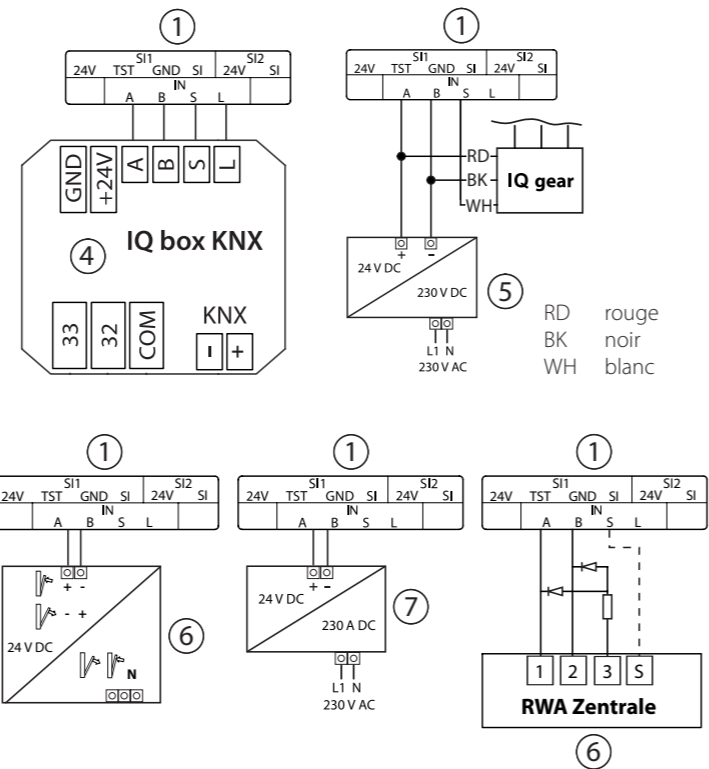 1
SI1 SI2
24V TST GND SI 24V SI
IN
A B S L
GND +24V A B S L
4 IQ box KNX
33 32 COM
KNX
- +
1
SI1 SI2
24V TST GND SI 24V SI
IN
A B S L
RD
BK IQ gear
WH
+ -
24 V DC
230 V DC
5
L1 N
230 V AC
RD rouge
BK noir
WH blanc
1
SI1 SI2
24V TST GND SI 24V SI
IN
A B S L
+ -
- +
24 V DC
N
6
1
SI1 SI2
24V TST GND SI 24V SI
IN
A B S L
+ -
24 V DC
230 A DC
7
L1 N
230 V AC
1
SI1 SI2
24V TST GND SI 24V SI
IN
A B S L
1 2 3 S
RWA Zentrale
6